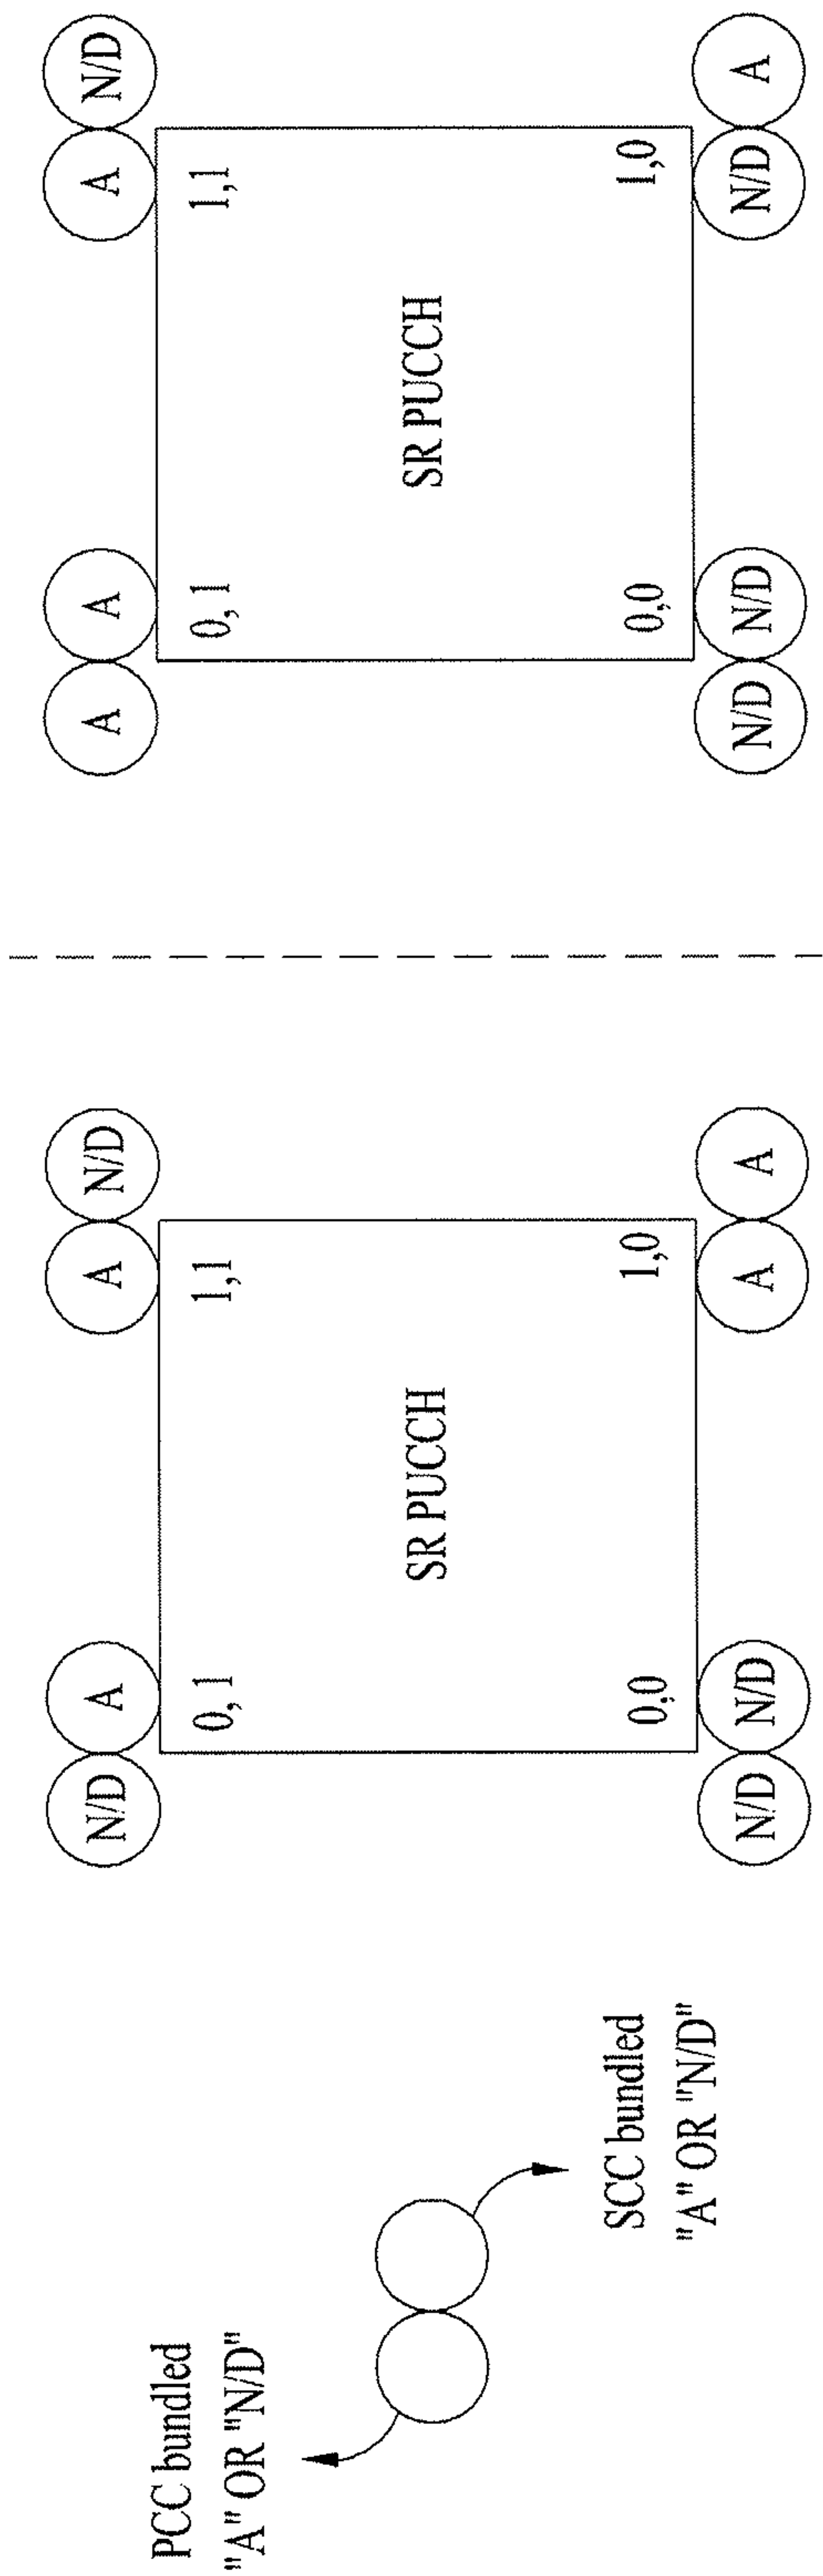 PCC bundled
"A" OR "N/D"
SCC bundled
"A" OR "N/D"
N/D A
A N/D
0, 1
1,1
SR PUCCH
0,0
1,0
N/D N/D
A A
A A
A N/D
0, 1
1,1
SR PUCCH
0,0
1,0
N/D N/D
N/D A